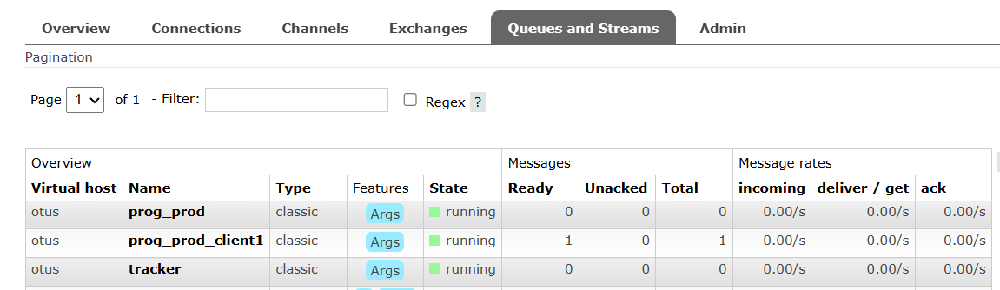 Overview Connections Channels Exchanges Queues and Streams Admin
Pagination
Page 1 of 1 - Filter: Regex ?
Overview Messages Message rates
Virtual host Name Type Features State Ready Unacked Total incoming deliver / get ack
otus prog_prod classic Args running 0 0 0 0.00/s 0.00/s 0.00/s
otus prog_prod_client1 classic Args running 1 0 1 0.00/s 0.00/s 0.00/s
otus tracker classic Args running 0 0 0 0.00/s 0.00/s 0.00/s